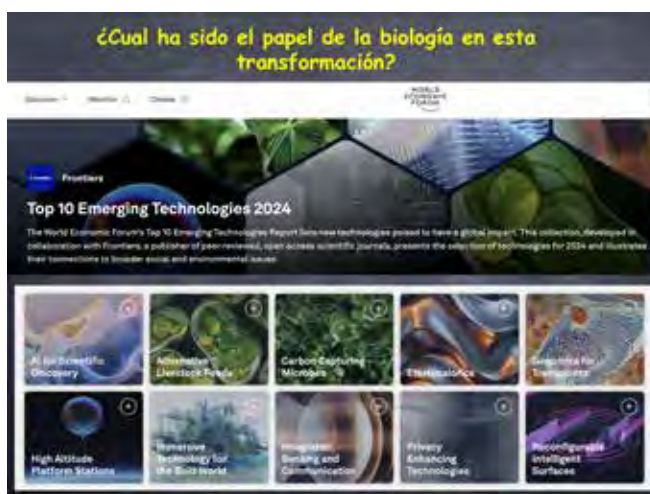 ¿Cual ha sido el papel de la biología en esta
transformación?
WORLD
ECONOMIC
FORUM
Frontiers
Top 10 Emerging Technologies 2024
The World Economic Forum's Top 10 Emerging Technologies Report lists new technologies poised to have a global impact. This collection, developed in
collaboration with Frontiers, a publisher of peer-reviewed, open access scientific journals, presents the selection of technologies for 2024 and illustrates
their connections to broader social and environmental issues.
AI for Scientific
Discovery
Alternative
Livestock Feeds
Carbon-Capturing
Microbes
Elastocalorics
Genomics for
Transplants
High Altitude
Platform Stations
Immersive
Technology for
the Built World
Integrated
Sensing and
Communication
Privacy
Enhancing
Technologies
Reconfigurable
Intelligent
Surfaces